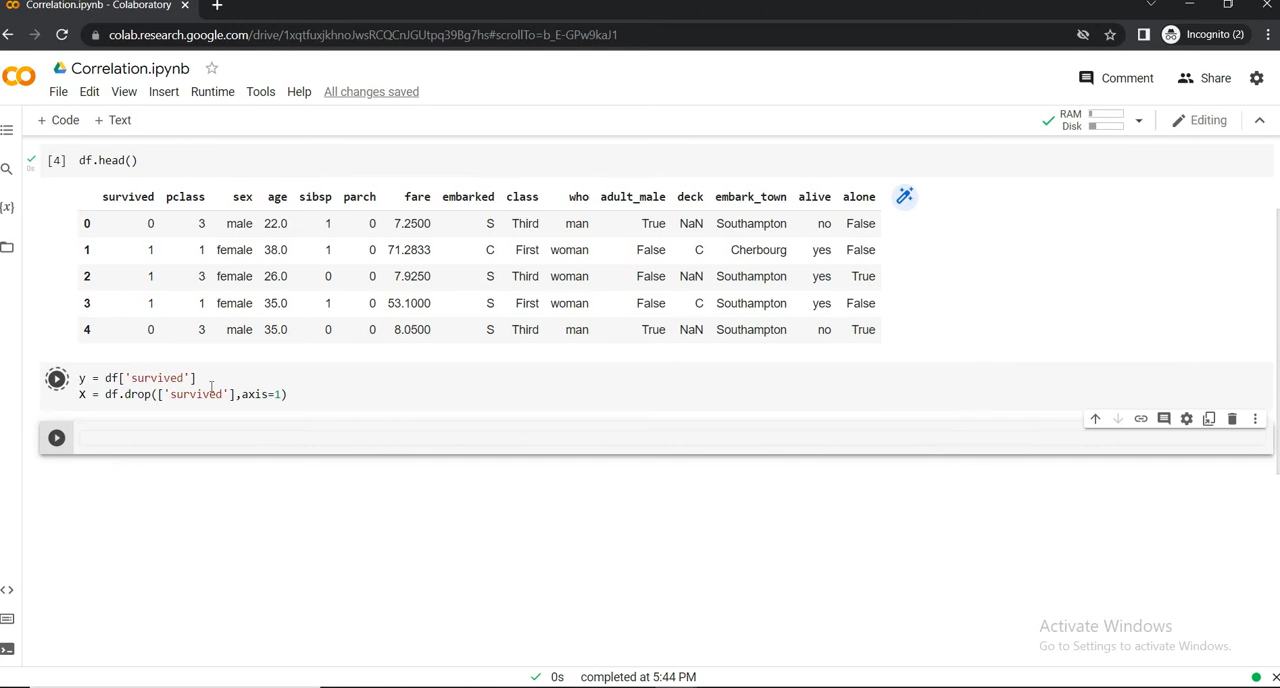 Correlation.ipynb - Colaboratory
colab.research.google.com/drive/1xqtfuxjkhnoJwsRCQCnJGUtpq39Bg7hs#scrollTo=b_E-GPw9kaJ1
Incognito (2)
Correlation.ipynb
File Edit View Insert Runtime Tools Help All changes saved
Comment Share
+ Code + Text
RAM
Disk
Editing
[4] df.head()
0s
survived pclass sex age sibsp parch fare embarked class who adult_male deck embark_town alive alone
0 0 3 male 22.0 1 0 7.2500 S Third man True NaN Southampton no False
1 1 1 female 38.0 1 0 71.2833 C First woman False C Cherbourg yes False
2 1 3 female 26.0 0 0 7.9250 S Third woman False NaN Southampton yes True
3 1 1 female 35.0 1 0 53.1000 S First woman False C Southampton yes False
4 0 3 male 35.0 0 0 8.0500 S Third man True NaN Southampton no True
y = df['survived']
X = df.drop(['survived'],axis=1)
Activate Windows
Go to Settings to activate Windows.
0s completed at 5:44 PM